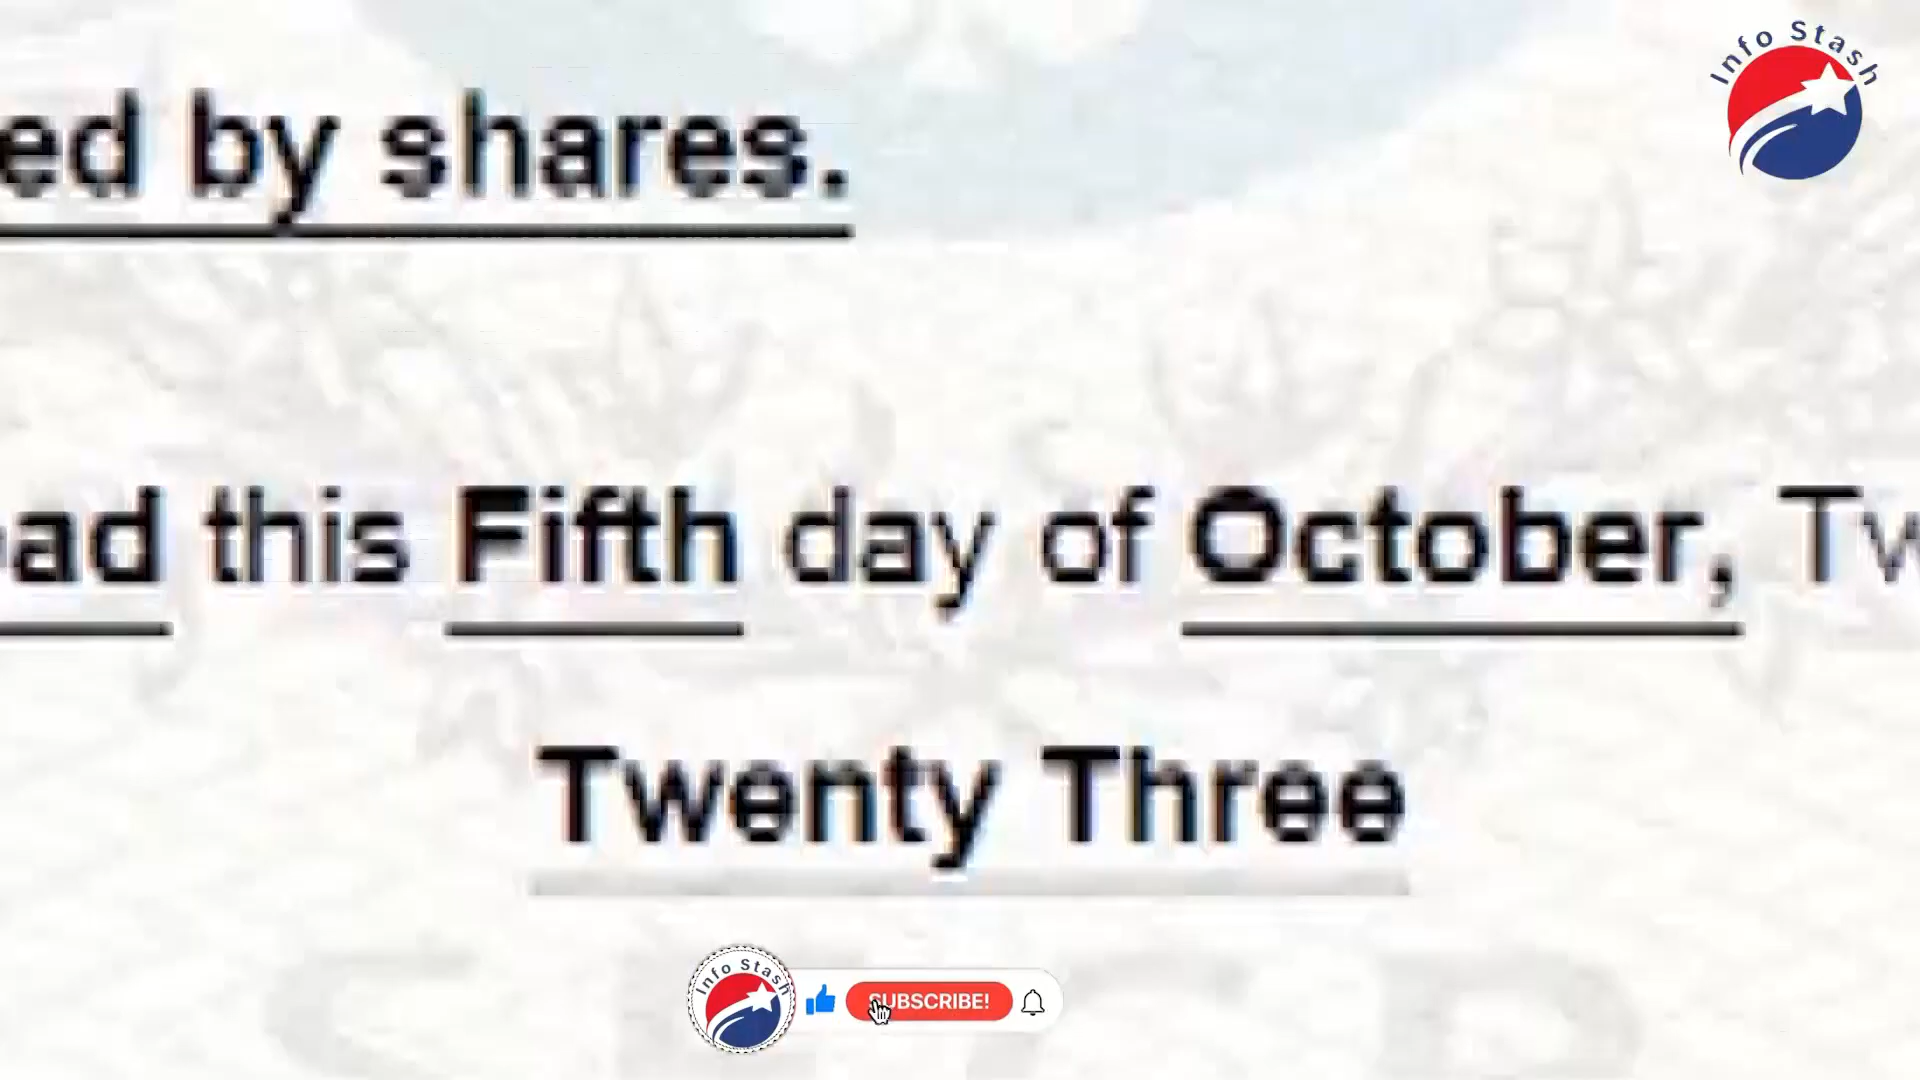 Info Stash
ed by shares.
ad this Fifth day of October, Tw
Twenty Three
Info Stash
SUBSCRIBE!